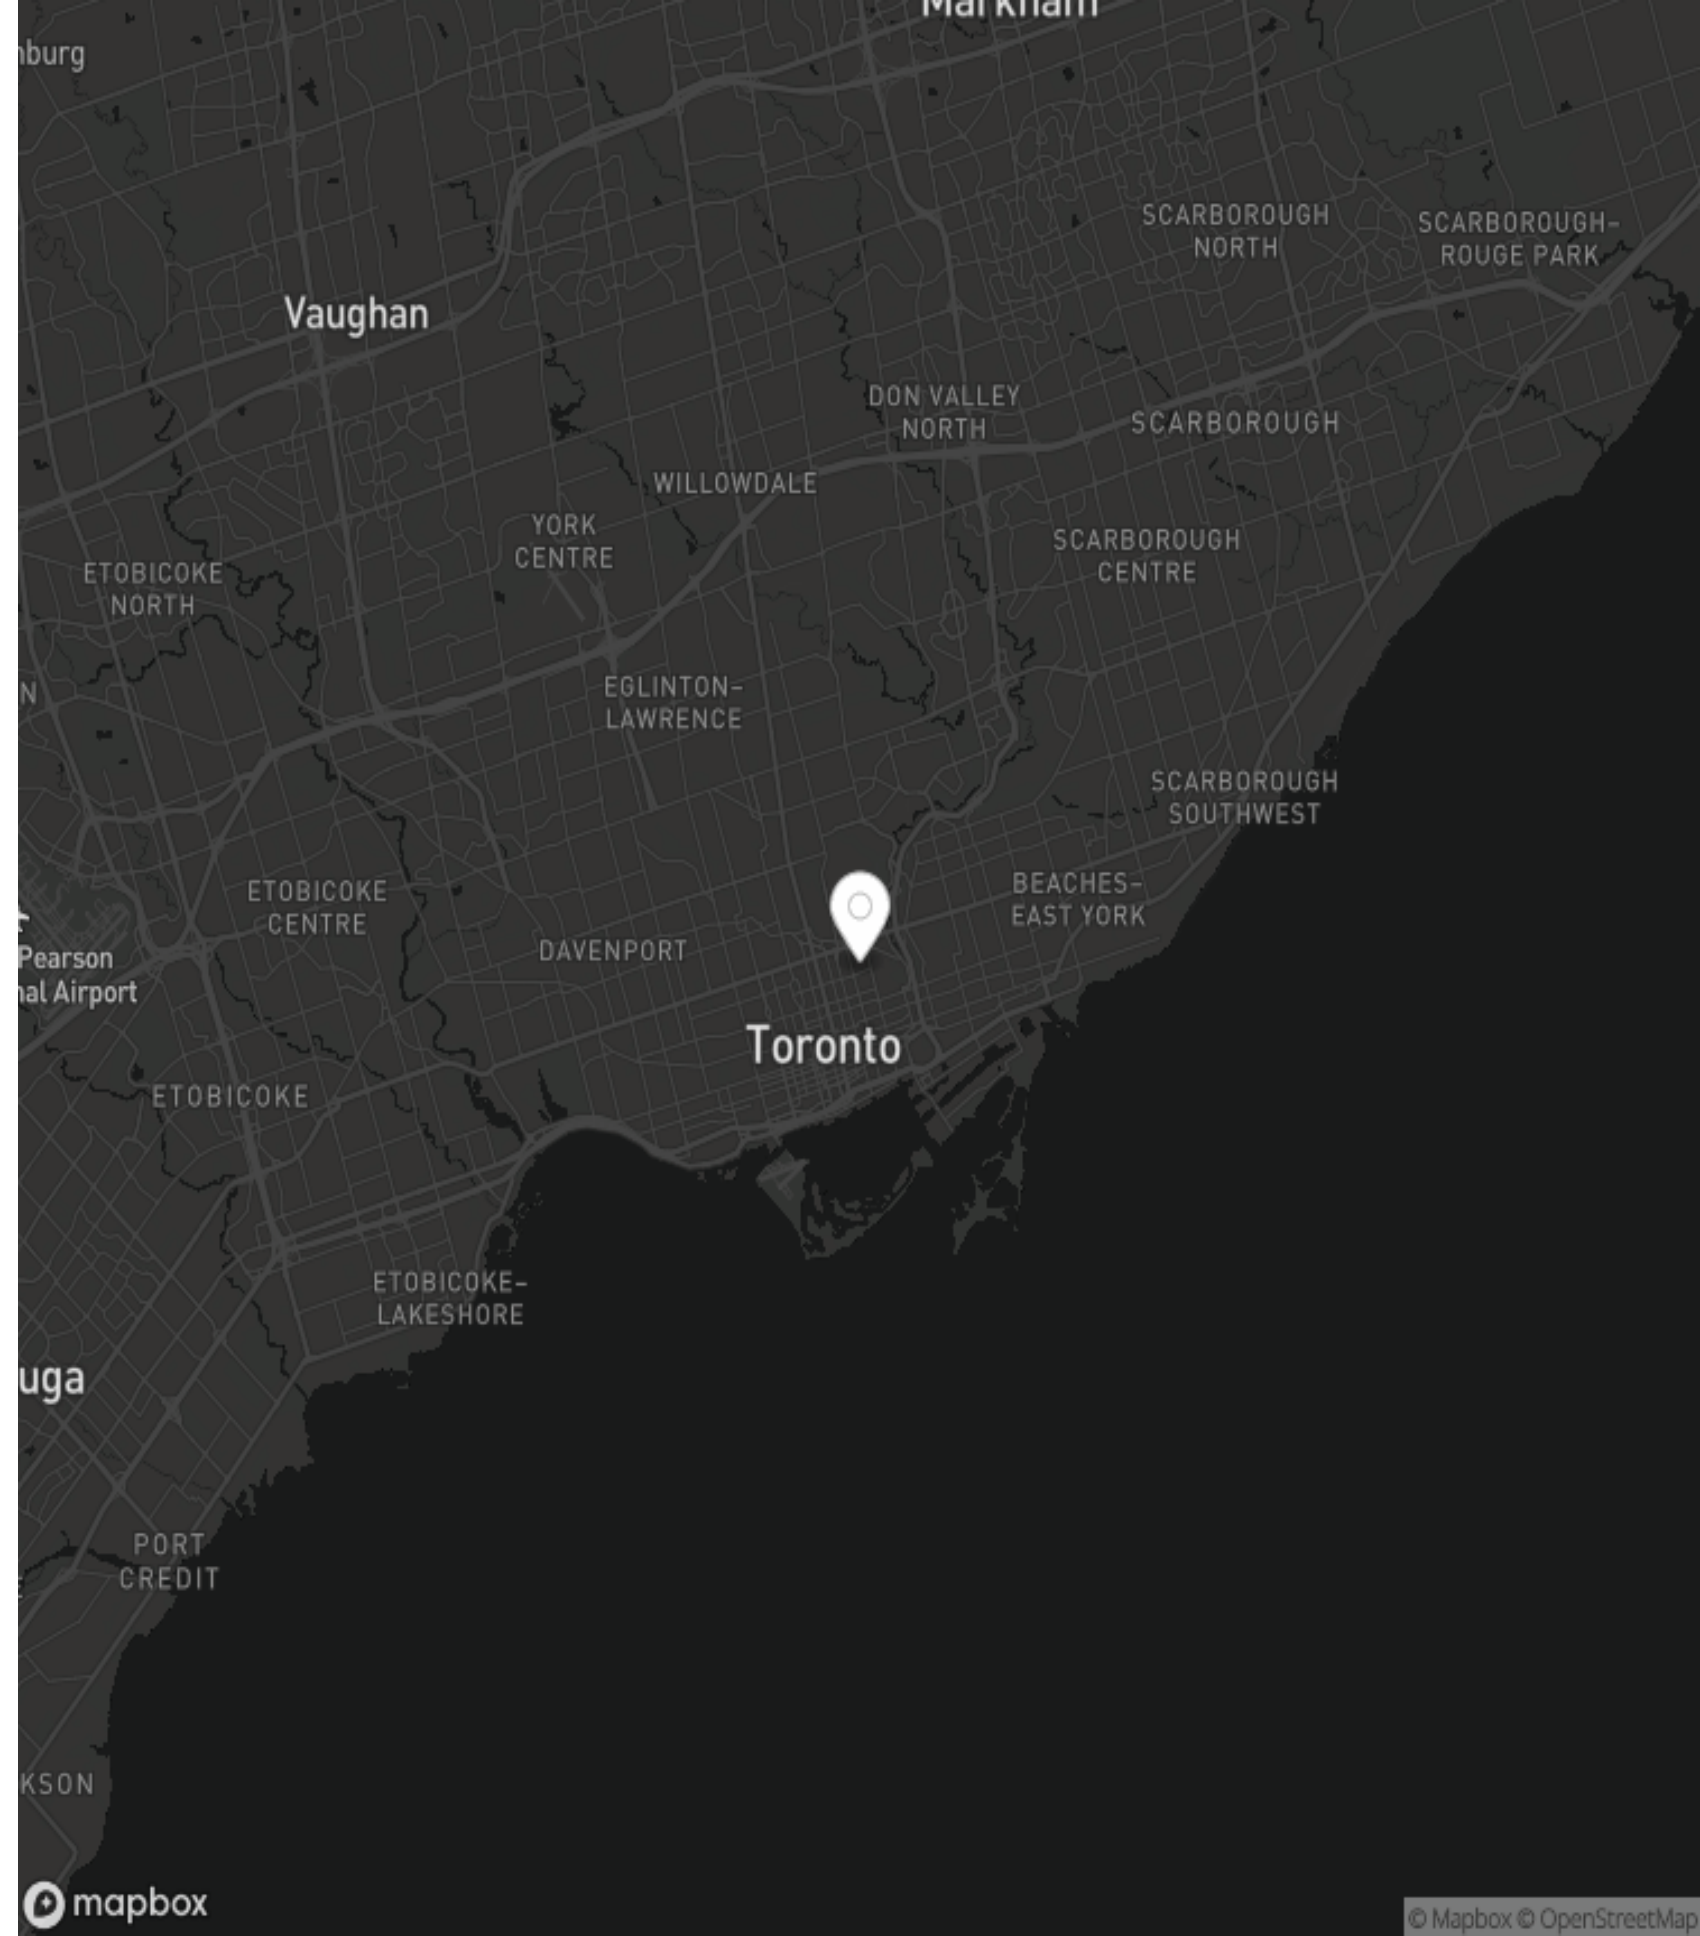 Markham
burg
SCARBOROUGH
NORTH
SCARBOROUGH-
ROUGE PARK
Vaughan
DON VALLEY
NORTH
SCARBOROUGH
WILLOWDALE
YORK
CENTRE
SCARBOROUGH
CENTRE
ETOBICOKE
NORTH
N
EGLINTON-
LAWRENCE
SCARBOROUGH
SOUTHWEST
BEACHES-
EAST YORK
ETOBICOKE
CENTRE
DAVENPORT
Pearson
nal Airport
Toronto
ETOBICOKE
ETOBICOKE-
LAKESHORE
uga
PORT
CREDIT
KSON
mapbox
© Mapbox © OpenStreetMap